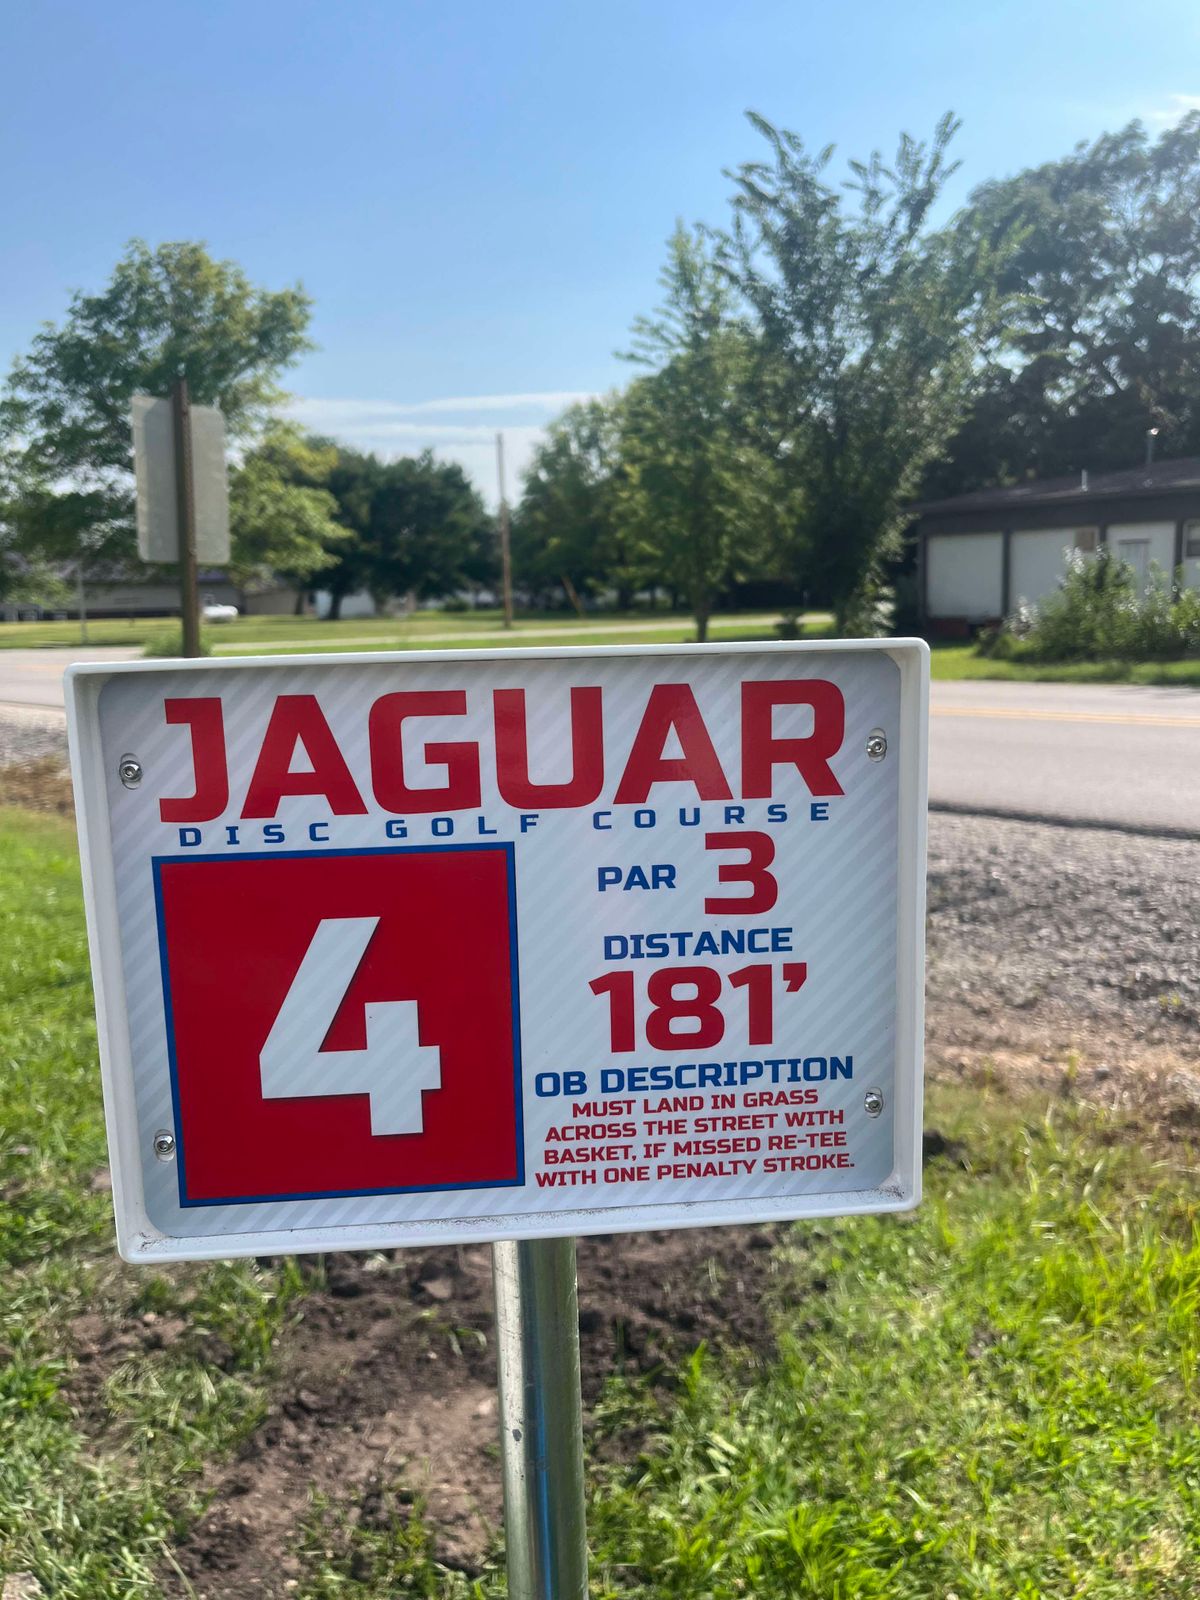 JAGUAR
DISC GOLF COURSE
4
PAR 3
DISTANCE
181'
OB DESCRIPTION
MUST LAND IN GRASS
ACROSS THE STREET WITH
BASKET, IF MISSED RE-TEE
WITH ONE PENALTY STROKE.